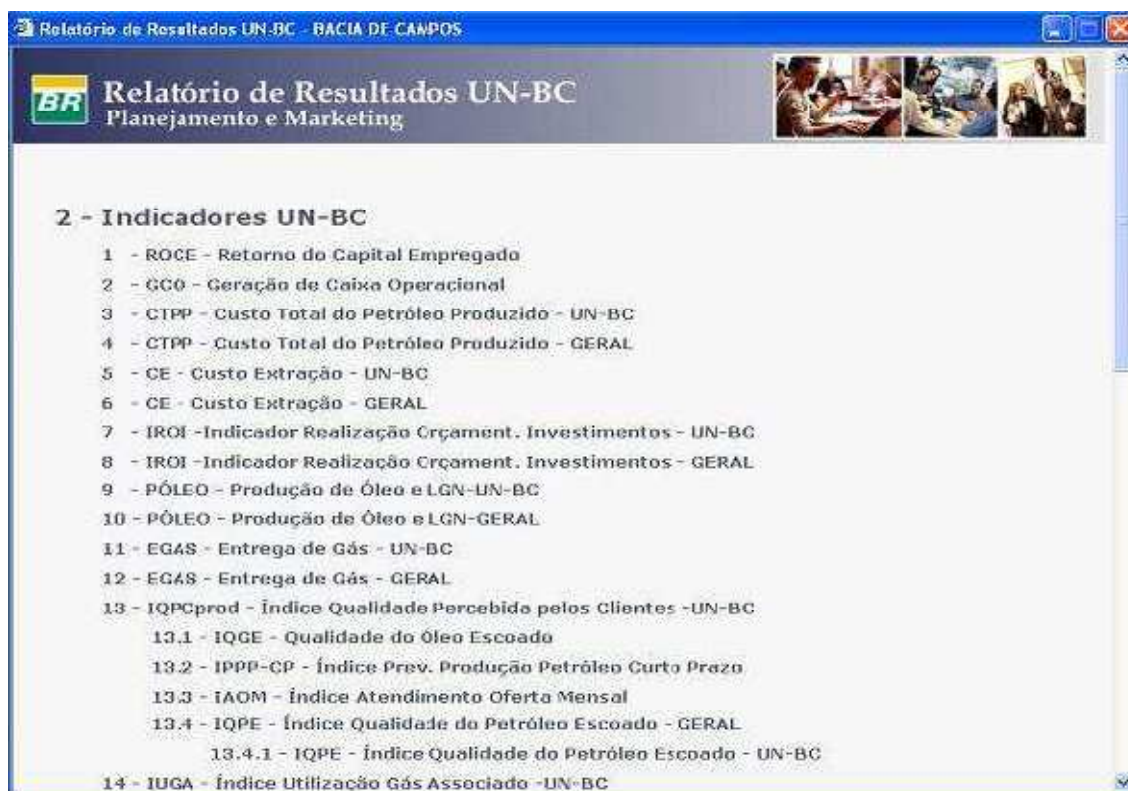 Relatório de Resultados UN-BC - BACIA DE CAMPOS
BR
Relatório de Resultados UN-BC
Planejamento e Marketing
2 - Indicadores UN-BC
1 - ROCE - Retorno do Capital Empregado
2 - GCO - Geração de Caixa Operacional
3 - CTPP - Custo Total do Petróleo Produzido - UN-BC
4 - CTPP - Custo Total do Petróleo Produzido - GERAL
5 - CE - Custo Extração - UN-BC
6 - CE - Custo Extração - GERAL
7 - IROI -Indicador Realização Orçament. Investimentos - UN-BC
8 - IROI -Indicador Realização Orçament. Investimentos - GERAL
9 - PÓLEO - Produção de Óleo e LGN-UN-BC
10 - PÓLEO - Produção de Óleo e LGN-GERAL
11 - EGAS - Entrega de Gás - UN-BC
12 - EGAS - Entrega de Gás - GERAL
13 - IQPCprod - Índice Qualidade Percebida pelos Clientes -UN-BC
13.1 - IQOE - Qualidade do Óleo Escoado
13.2 - IPPP-CP - Índice Prev. Produção Petróleo Curto Prazo
13.3 - IAOM - Índice Atendimento Oferta Mensal
13.4 - IQPE - Índice Qualidade do Petróleo Escoado - GERAL
13.4.1 - IQPE - Índice Qualidade do Petróleo Escoado - UN-BC
14 - IUGA - Índice Utilização Gás Associado -UN-BC